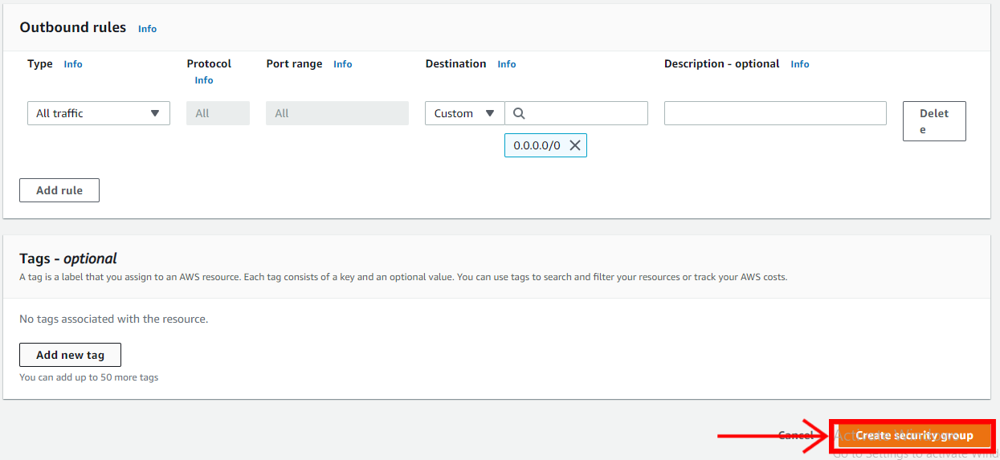 Outbound rules Info
Type Info Protocol Info Port range Info Destination Info Description - optional Info
All traffic All All Custom Delete
0.0.0.0/0
Add rule
Tags - optional
A tag is a label that you assign to an AWS resource. Each tag consists of a key and an optional value. You can use tags to search and filter your resources or track your AWS costs.
No tags associated with the resource.
Add new tag
You can add up to 50 more tags
Cancel Create security group
Activate Windows
Go to Settings to activate Wind